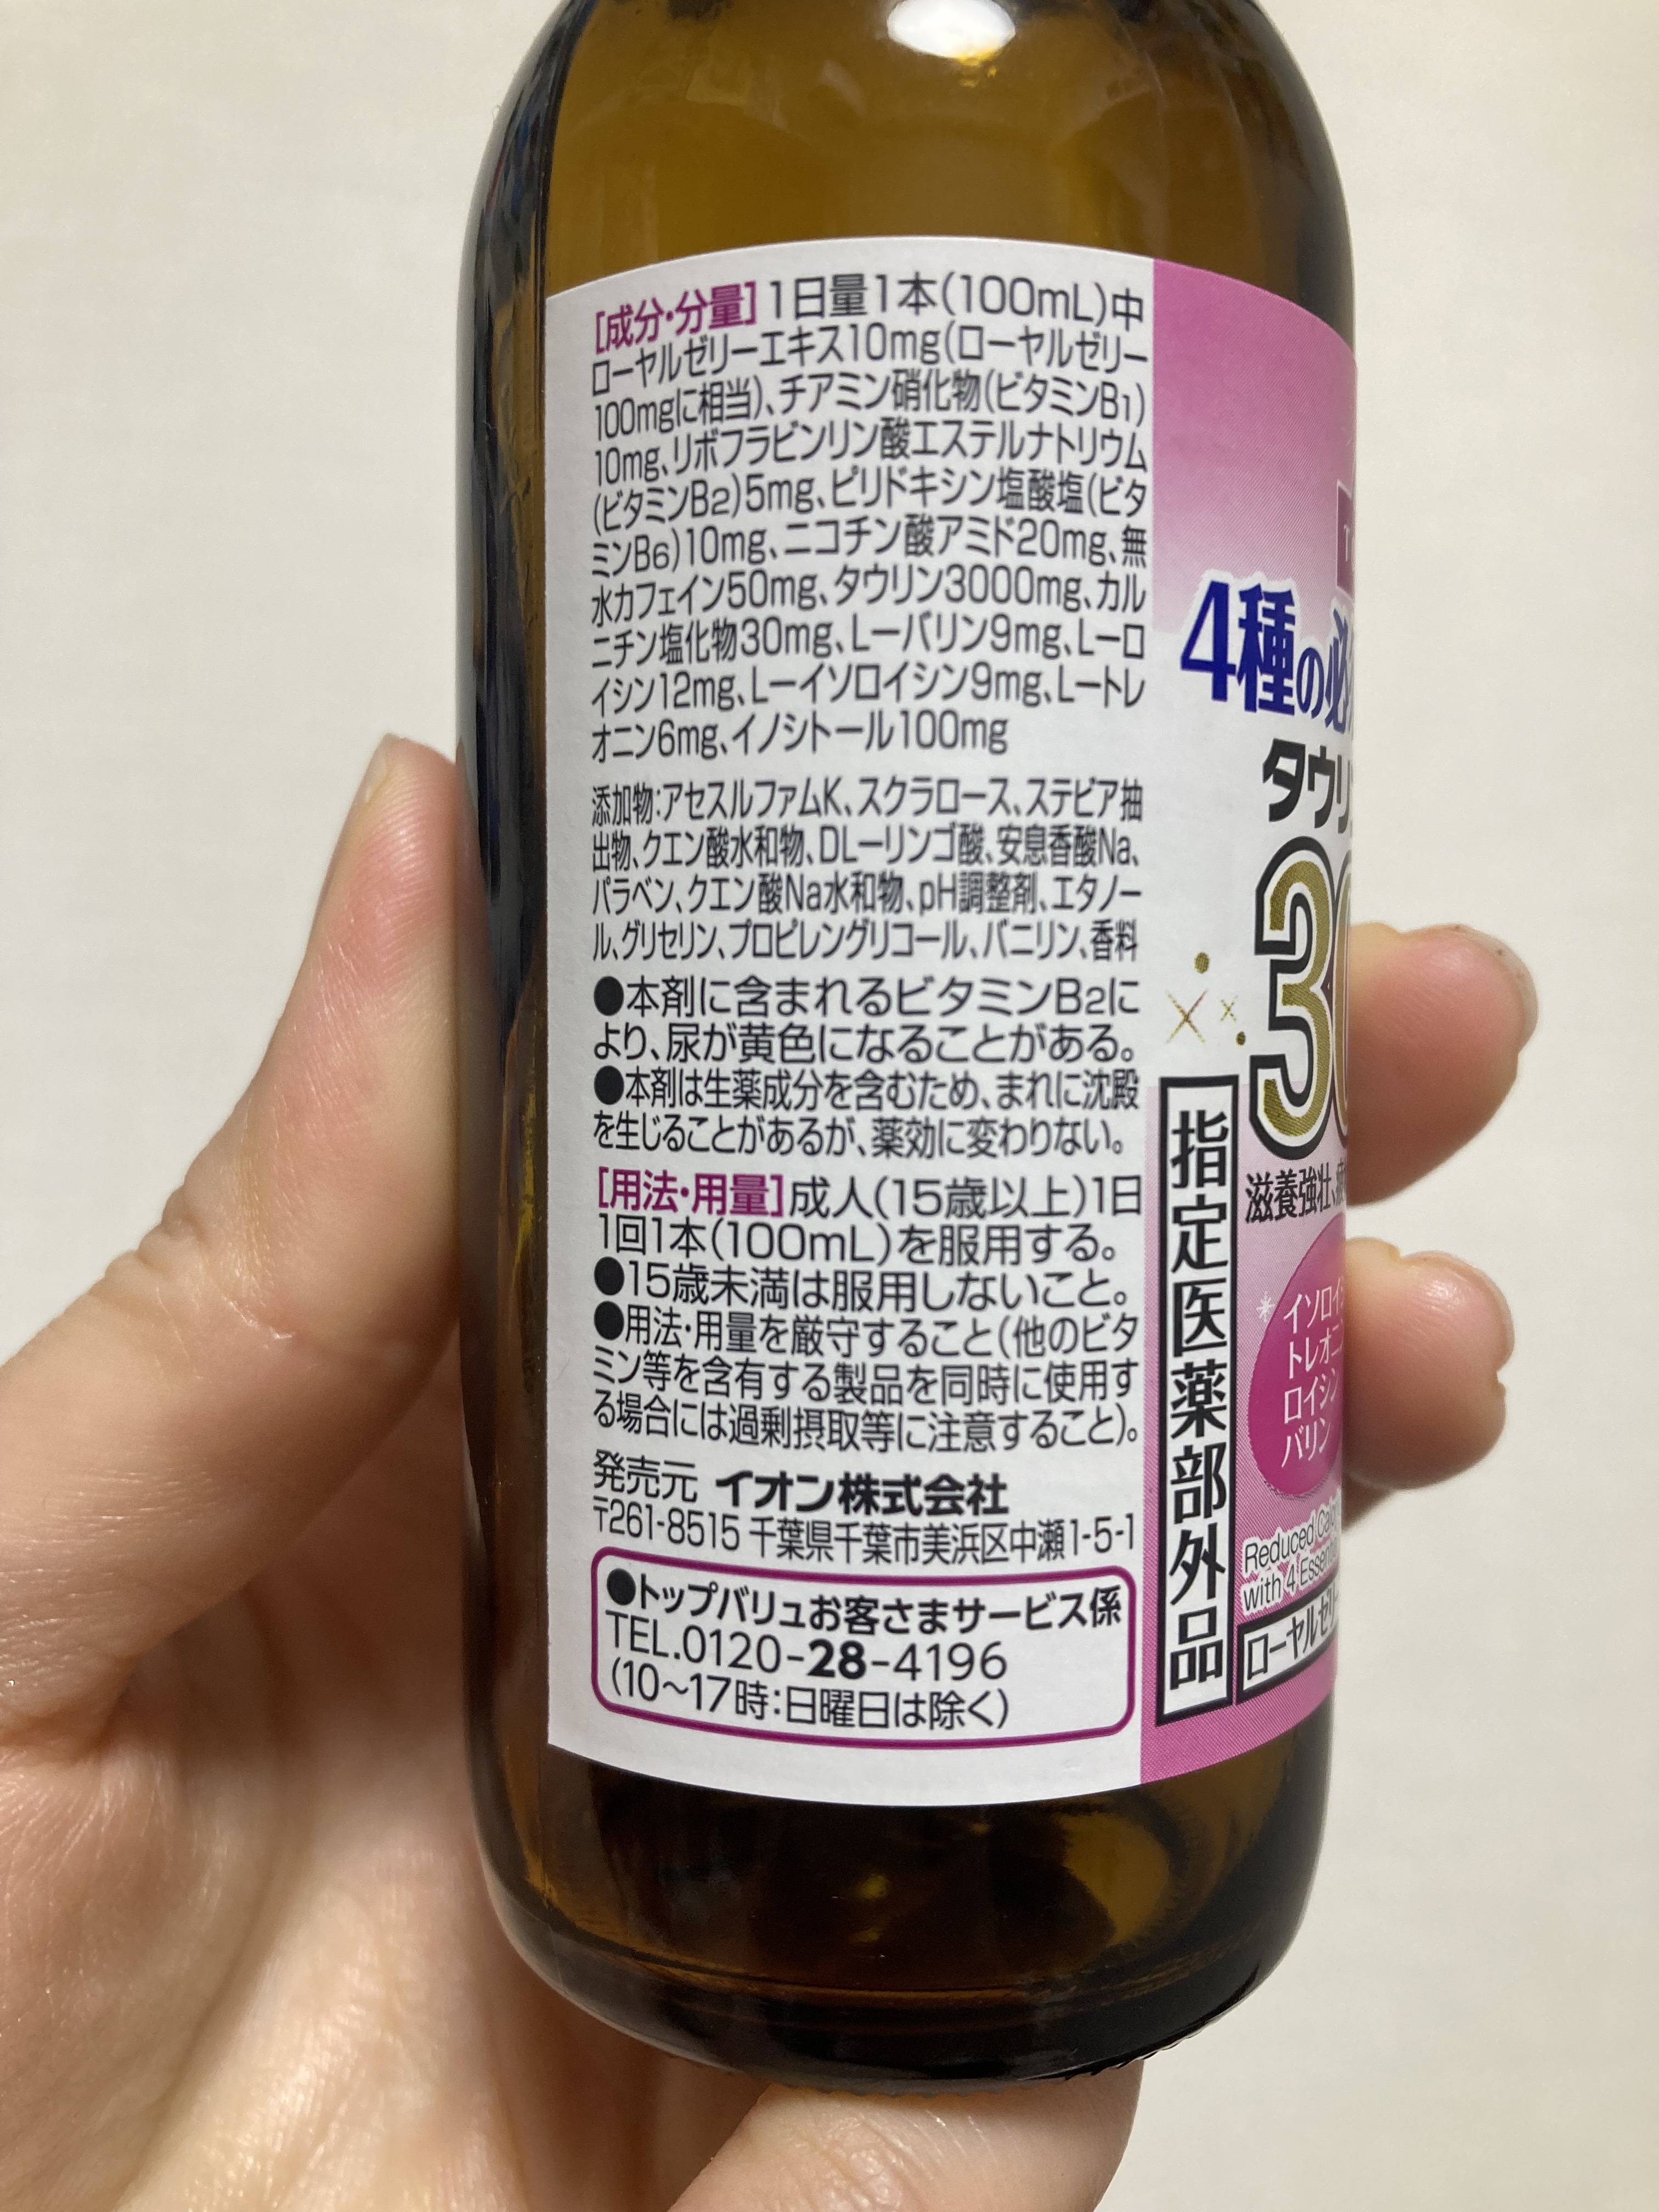 [成分・分量]1日量1本(100mL)中
ローヤルゼリーエキス10mg(ローヤルゼリー
100mgに相当)、チアミン硝化物(ビタミンB1)
10mg、リボフラビンリン酸エステルナトリウム
(ビタミンB2)5mg、ピリドキシン塩酸塩(ビタ
ミンB6)10mg、ニコチン酸アミド20mg、無
水カフェイン50mg、タウリン3000mg、カル
ニチン塩化物30mg、L-バリン9mg、L-ロ
イシン12mg、L-イソロイシン9mg、L-トレ
オニン6mg、イノシトール100mg
添加物:アセスルファムK、スクラロース、ステビア抽
出物、クエン酸水和物、DL-リンゴ酸、安息香酸Na、
パラベン、クエン酸Na水和物、pH調整剤、エタノー
ル、グリセリン、プロピレングリコール、バニリン、香料
●本剤に含まれるビタミンB2に
より、尿が黄色になることがある。
●本剤は生薬成分を含むため、まれに沈殿
を生じることがあるが、薬効に変わりない。
[用法・用量]成人(15歳以上)1日
1回1本(100mL)を服用する。
●15歳未満は服用しないこと。
●用法・用量を厳守すること(他のビタ
ミン等を含有する製品を同時に使用す
る場合には過剰摂取等に注意すること)。
発売元 イオン株式会社
〒261-8515 千葉県千葉市美浜区中瀬1-5-1
●トップバリュお客さまサービス係
TEL.0120-28-4196
(10〜17時:日曜日は除く)
4種の必
タウリ
30
指定医薬部外品
滋養強壮、
イソロイ
トレオニ
ロイシン
バリン
Reduced
with 4
ローヤルゼリ